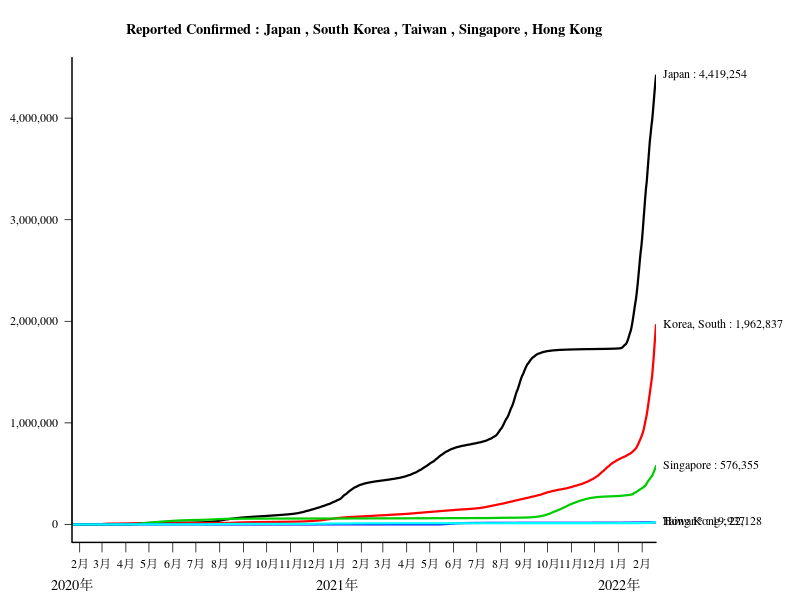 Reported Confirmed : Japan , South Korea , Taiwan , Singapore , Hong Kong
Japan : 4,419,254
4,000,000
3,000,000
2,000,000
Korea, South : 1,962,837
1,000,000
Singapore : 576,355
0
2月 3月 4月 5月 6月 7月 8月 9月 10月 11月 12月 1月 2月 3月 4月 5月 6月 7月 8月 9月 10月 11月 12月 1月 2月
2020年 2021年 2022年